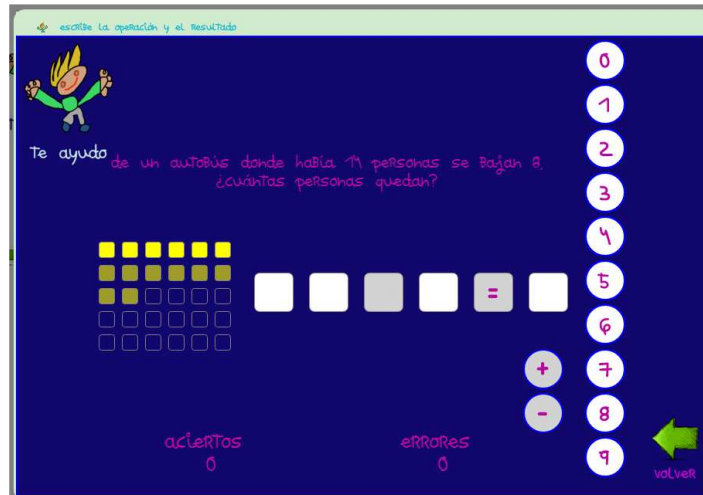 escribe la operación y el resultado
te ayudo
de un autobús donde había 14 personas se bajan 8.
¿cuántas personas quedan?
=
0
1
2
3
4
5
6
7
8
9
+
-
aciertos
0
errores
0
volver